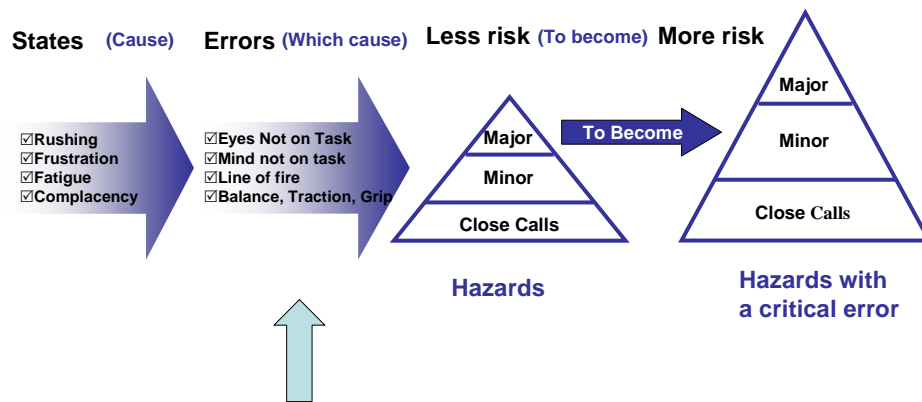 States (Cause) Errors (Which cause) Less risk (To become) More risk
☑Rushing
☑Frustration
☑Fatigue
☑Complacency
☑Eyes Not on Task
☑Mind not on task
☑Line of fire
☑Balance, Traction, Grip
Major
Minor
Close Calls
Hazards
To Become
Major
Minor
Close Calls
Hazards with
a critical error